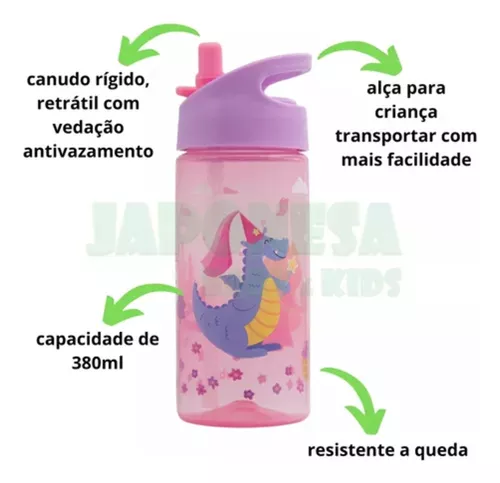 canudo rígido,
retrátil com
vedação
antivazamento
alça para
criança
transportar com
mais facilidade
JAPONESA
& KIDS
capacidade de
380ml
resistente a queda